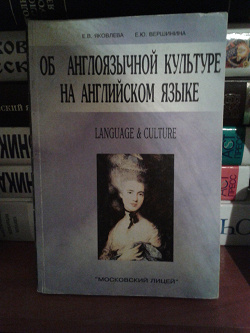 Е.В. ЯКОВЛЕВА Е.Ю. ВЕРШИНИНА
ОБ АНГЛОЯЗЫЧНОЙ КУЛЬТУРЕ
НА АНГЛИЙСКОМ ЯЗЫКЕ
LANGUAGE & CULTURE
"МОСКОВСКИЙ ЛИЦЕЙ"